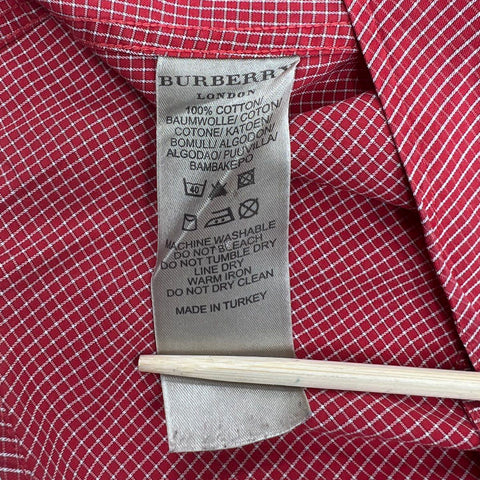 BURBERRY
LONDON
100% COTTON/
BAUMWOLLE/ COTON/
COTONE/ KATOEN/
BOMULL/ ALGODON/
ALGODAO/ PUUVILLA/
BAMBAKEPO
40
MACHINE WASHABLE
DO NOT BLEACH
DO NOT TUMBLE DRY
LINE DRY
WARM IRON
DO NOT DRY CLEAN
MADE IN TURKEY